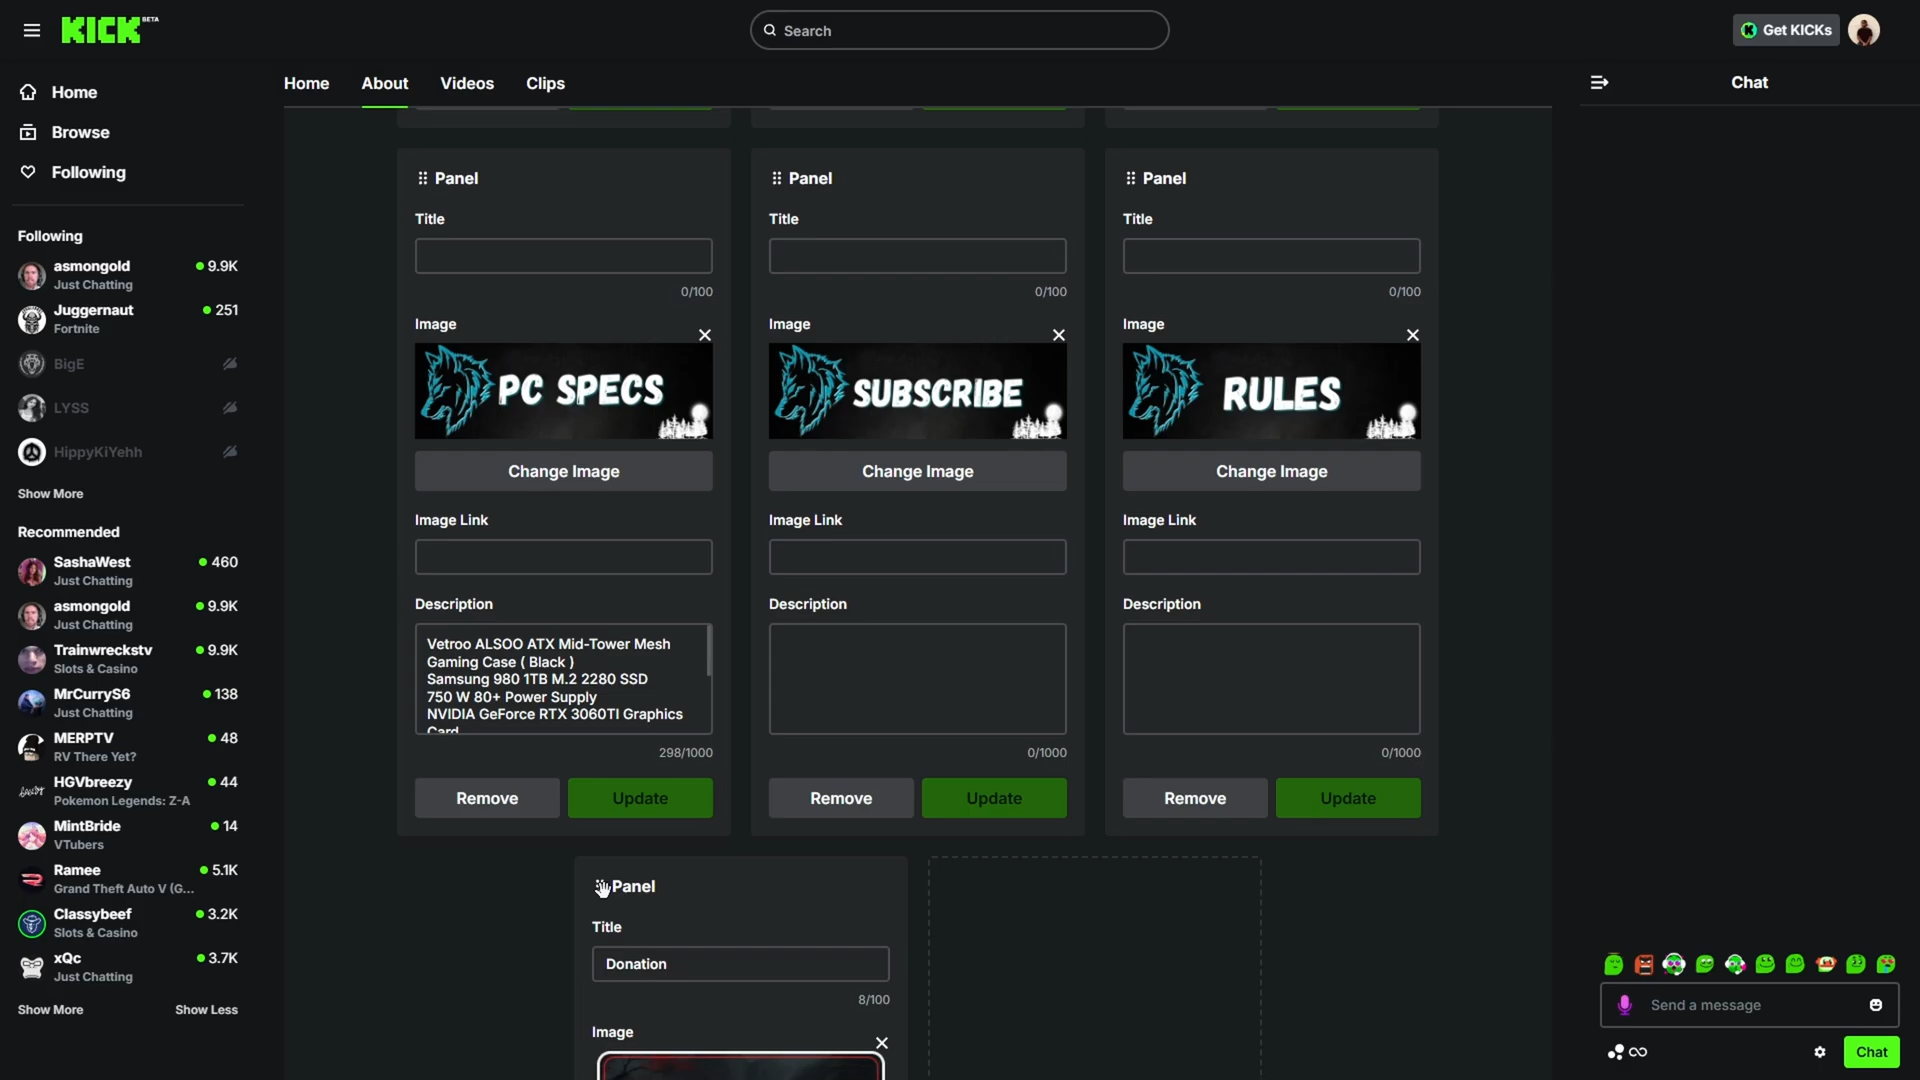 KICK BETA
Search
Get KICKs
Home
Browse
Following
Following
asmongold 9.9K
Just Chatting
Juggernaut 251
Fortnite
BigE
LYSS
HippyKiYehh
Show More
Recommended
SashaWest 460
Just Chatting
asmongold 9.9K
Just Chatting
Trainwreckstv 9.9K
Slots & Casino
MrCurryS6 138
Just Chatting
MERPTV 48
RV There Yet?
HGVbreezy 44
Pokemon Legends: Z-A
MintBride 14
VTubers
Ramee 5.1K
Grand Theft Auto V (G...
Classybeef 3.2K
Slots & Casino
xQc 3.7K
Just Chatting
Show More Show Less
Home About Videos Clips
Panel
Title
0/100
Image
PC SPECS
Change Image
Image Link
Description
Vetroo ALSOO ATX Mid-Tower Mesh
Gaming Case ( Black )
Samsung 980 1TB M.2 2280 SSD
750 W 80+ Power Supply
NVIDIA GeForce RTX 3060TI Graphics
Card
298/1000
Remove Update
Panel
Title
0/100
Image
SUBSCRIBE
Change Image
Image Link
Description
0/1000
Remove Update
Panel
Title
0/100
Image
RULES
Change Image
Image Link
Description
0/1000
Remove Update
Panel
Title
Donation
8/100
Image
Chat
Send a message
Chat